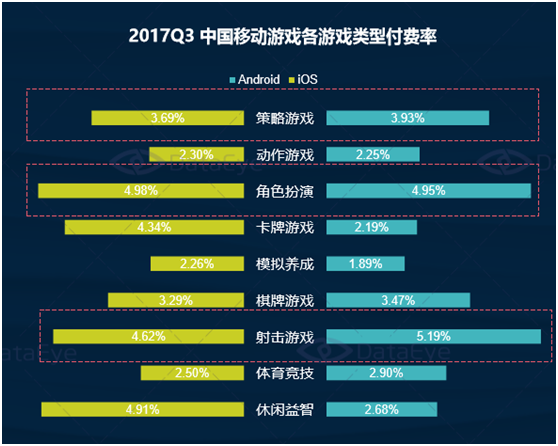 2017Q3 中国移动游戏各游戏类型付费率
Android iOS
3.69% 策略游戏 3.93%
2.30% 动作游戏 2.25%
4.98% 角色扮演 4.95%
4.34% 卡牌游戏 2.19%
2.26% 模拟养成 1.89%
3.29% 棋牌游戏 3.47%
4.62% 射击游戏 5.19%
2.50% 体育竞技 2.90%
4.91% 休闲益智 2.68%
DataEye
DataEye
DataEye
DataEye